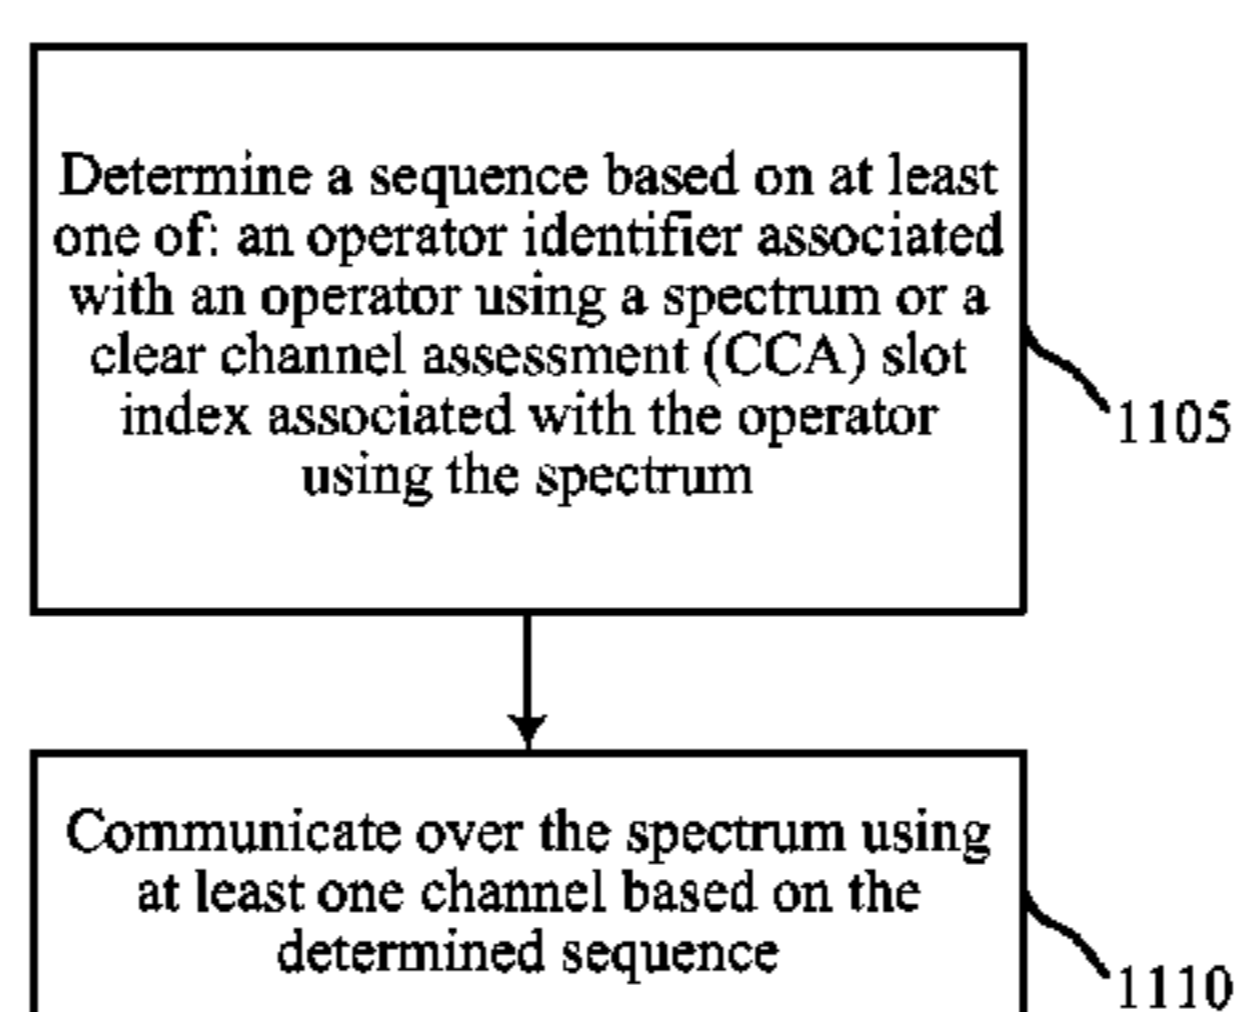 Determine a sequence based on at least
one of: an operator identifier associated
with an operator using a spectrum or a
clear channel assessment (CCA) slot
index associated with the operator
using the spectrum
1105
Communicate over the spectrum using
at least one channel based on the
determined sequence
1110